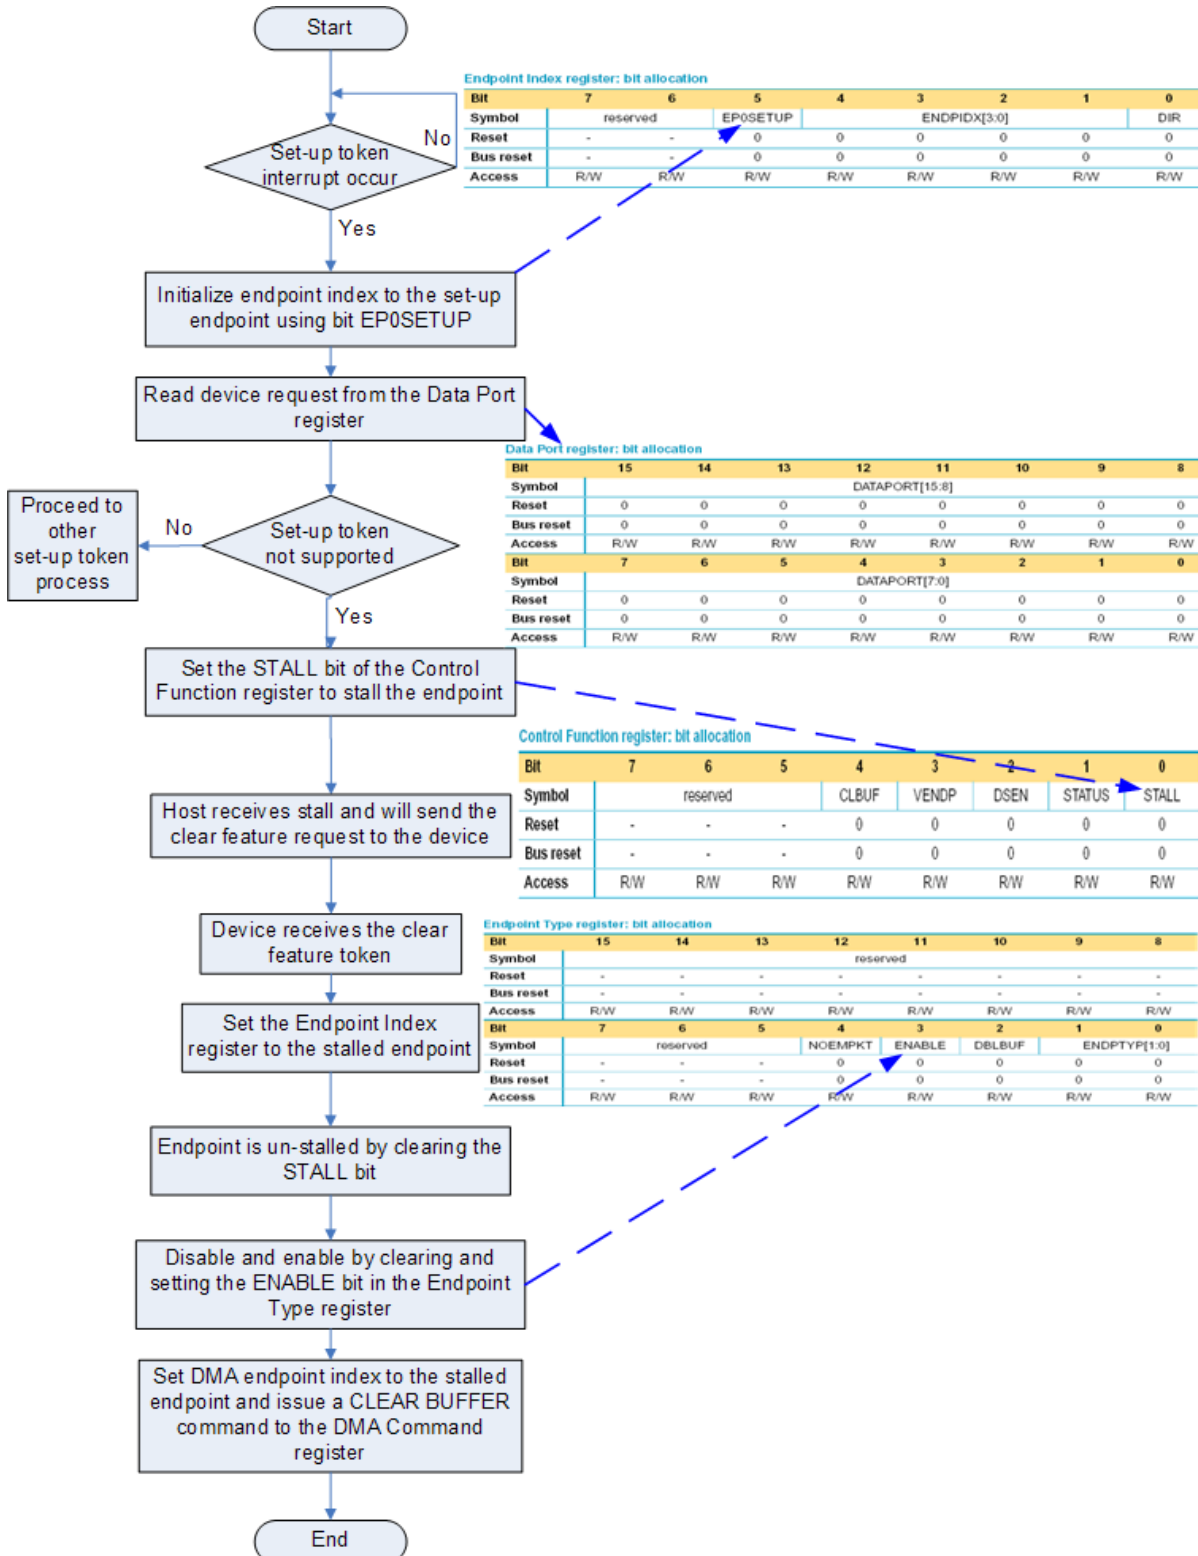 Start
Endpoint Index register: bit allocation
Bit 7 6 5 4 3 2 1 0
Symbol reserved EP0SETUP ENDPIDX[3:0] DIR
Reset - - 0 0 0 0 0 0
Bus reset - - 0 0 0 0 0 0
Access R/W R/W R/W R/W R/W R/W R/W R/W
No
Set-up token
interrupt occur
Yes
Initialize endpoint index to the set-up
endpoint using bit EP0SETUP
Read device request from the Data Port
register
Data Port register: bit allocation
Bit 15 14 13 12 11 10 9 8
Symbol DATAPORT[15:8]
Reset 0 0 0 0 0 0 0 0
Bus reset 0 0 0 0 0 0 0 0
Access R/W R/W R/W R/W R/W R/W R/W R/W
Bit 7 6 5 4 3 2 1 0
Symbol DATAPORT[7:0]
Reset 0 0 0 0 0 0 0 0
Bus reset 0 0 0 0 0 0 0 0
Access R/W R/W R/W R/W R/W R/W R/W R/W
Proceed to
other
set-up token
process
No
Set-up token
not supported
Yes
Set the STALL bit of the Control
Function register to stall the endpoint
Control Function register: bit allocation
Bit 7 6 5 4 3 2 1 0
Symbol reserved CLBUF VENDP DSEN STATUS STALL
Reset - - - 0 0 0 0 0
Bus reset - - - 0 0 0 0 0
Access R/W R/W R/W R/W R/W R/W R/W R/W
Host receives stall and will send the
clear feature request to the device
Device receives the clear
feature token
Endpoint Type register: bit allocation
Bit 15 14 13 12 11 10 9 8
Symbol reserved
Reset - - - - - - - -
Bus reset - - - - - - - -
Access R/W R/W R/W R/W R/W R/W R/W R/W
Bit 7 6 5 4 3 2 1 0
Symbol reserved NOEMPKT ENABLE DBLBUF ENDPTYP[1:0]
Reset - - - 0 0 0 0 0
Bus reset - - - 0 0 0 0 0
Access R/W R/W R/W R/W R/W R/W R/W R/W
Set the Endpoint Index
register to the stalled endpoint
Endpoint is un-stalled by clearing the
STALL bit
Disable and enable by clearing and
setting the ENABLE bit in the Endpoint
Type register
Set DMA endpoint index to the stalled
endpoint and issue a CLEAR BUFFER
command to the DMA Command
register
End